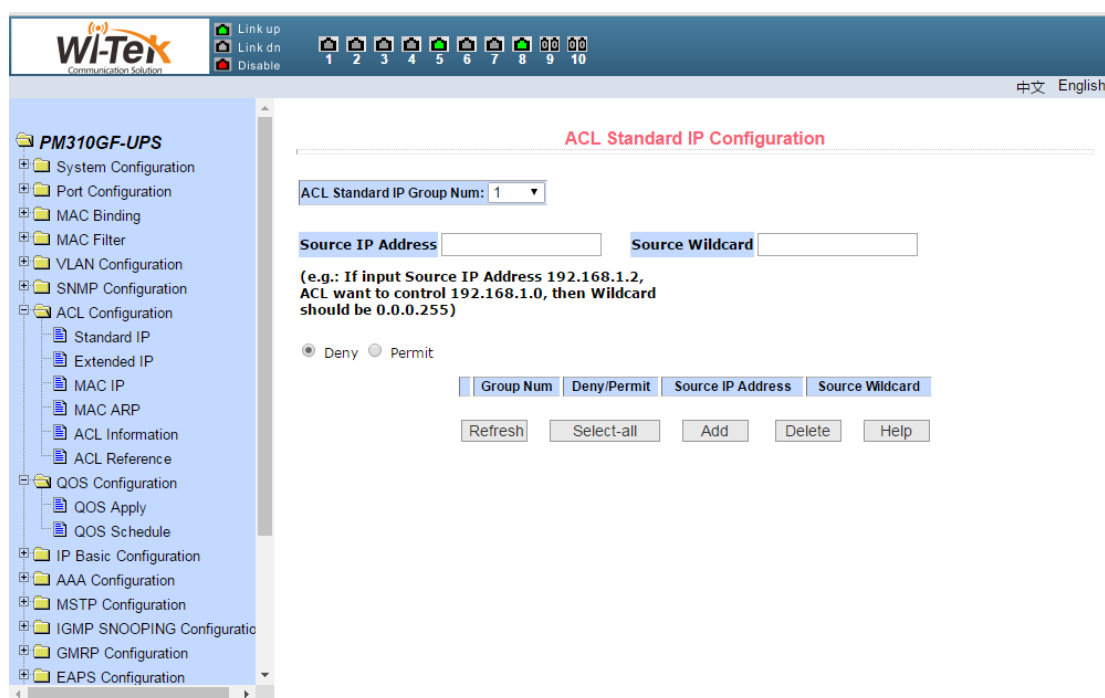 Wi-Tek
Communication Solution
Link up
Link dn
Disable
1 2 3 4 5 6 7 8 9 10
中文 English
PM310GF-UPS
System Configuration
Port Configuration
MAC Binding
MAC Filter
VLAN Configuration
SNMP Configuration
ACL Configuration
Standard IP
Extended IP
MAC IP
MAC ARP
ACL Information
ACL Reference
QOS Configuration
QOS Apply
QOS Schedule
IP Basic Configuration
AAA Configuration
MSTP Configuration
IGMP SNOOPING Configuratio
GMRP Configuration
EAPS Configuration
ACL Standard IP Configuration
ACL Standard IP Group Num: 1
Source IP Address Source Wildcard
(e.g.: If input Source IP Address 192.168.1.2,
ACL want to control 192.168.1.0, then Wildcard
should be 0.0.0.255)
Deny Permit
Group Num Deny/Permit Source IP Address Source Wildcard
Refresh Select-all Add Delete Help